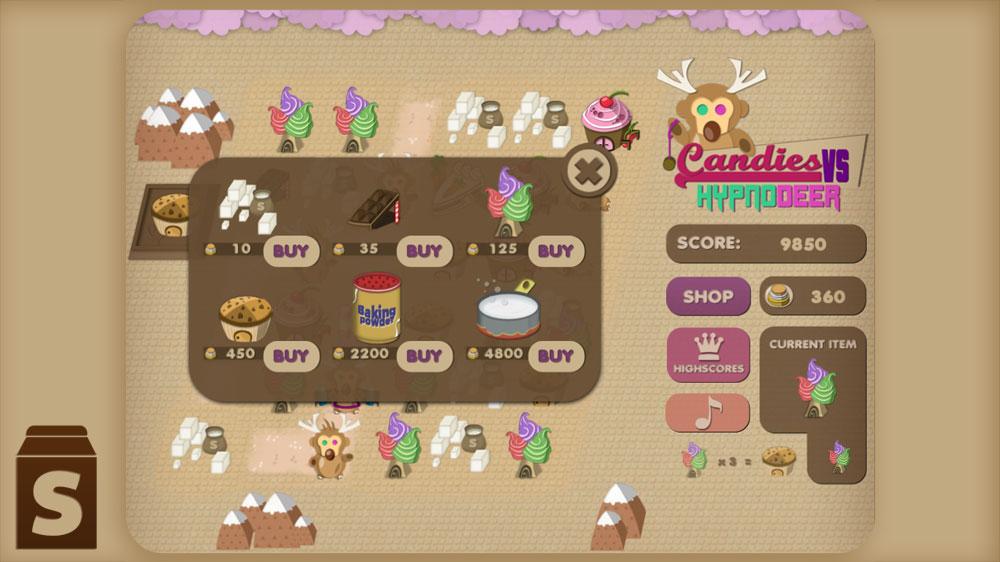 Candies VS
HYPNODEER
SCORE: 9850
SHOP
360
HIGHSCORES
CURRENT ITEM
x 3 =
10 BUY
35 BUY
125 BUY
Baking
powder
450 BUY
2200 BUY
4800 BUY
S